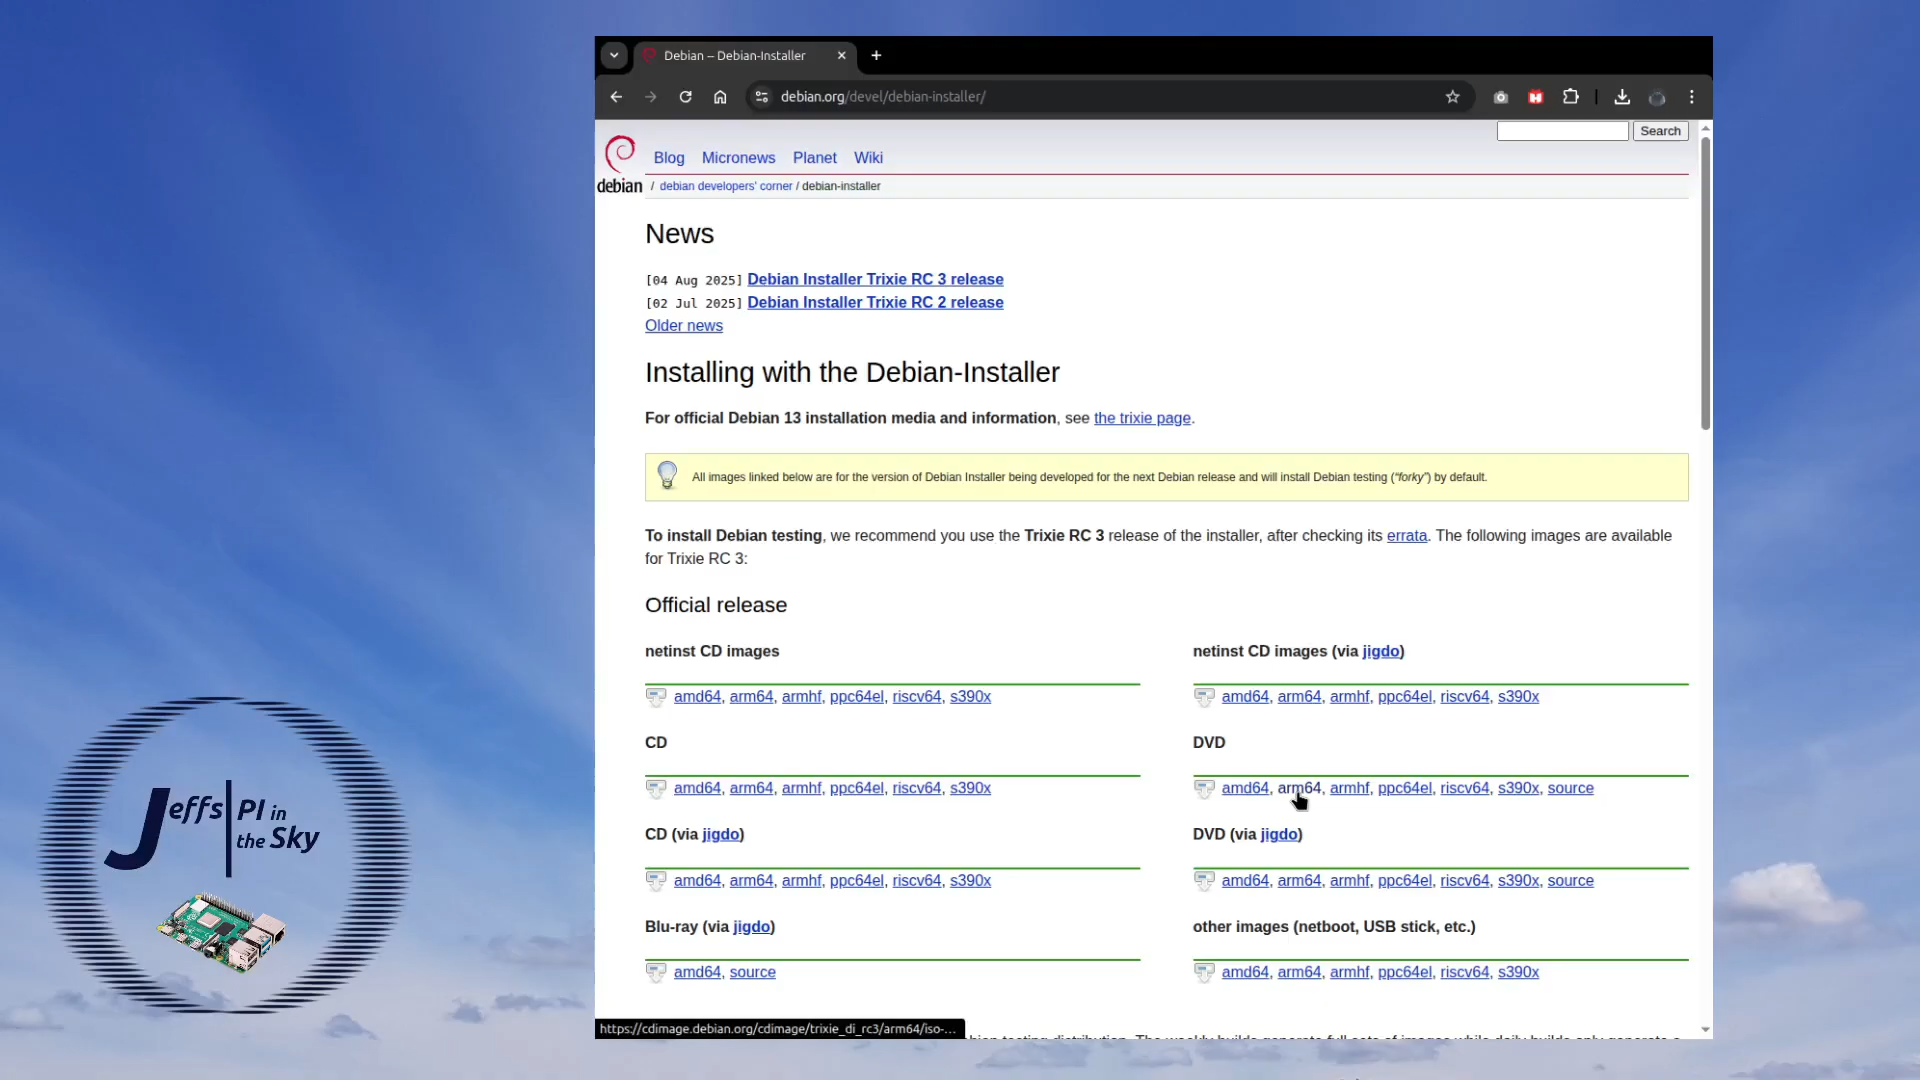 Debian – Debian-Installer
debian.org/devel/debian-installer/
Search
Blog Micronews Planet Wiki
debian / debian developers' corner / debian-installer
News
[04 Aug 2025] Debian Installer Trixie RC 3 release
[02 Jul 2025] Debian Installer Trixie RC 2 release
Older news
Installing with the Debian-Installer
For official Debian 13 installation media and information, see the trixie page.
All images linked below are for the version of Debian Installer being developed for the next Debian release and will install Debian testing (“forky”) by default.
To install Debian testing, we recommend you use the Trixie RC 3 release of the installer, after checking its errata. The following images are available
for Trixie RC 3:
Official release
netinst CD images
amd64, arm64, armhf, ppc64el, riscv64, s390x
netinst CD images (via jigdo)
amd64, arm64, armhf, ppc64el, riscv64, s390x
CD
amd64, arm64, armhf, ppc64el, riscv64, s390x
DVD
amd64, arm64, armhf, ppc64el, riscv64, s390x, source
CD (via jigdo)
amd64, arm64, armhf, ppc64el, riscv64, s390x
DVD (via jigdo)
amd64, arm64, armhf, ppc64el, riscv64, s390x, source
Blu-ray (via jigdo)
amd64, source
other images (netboot, USB stick, etc.)
amd64, arm64, armhf, ppc64el, riscv64, s390x
https://cdimage.debian.org/cdimage/trixie_di_rc3/arm64/iso-...
Jeffs PI in
the Sky